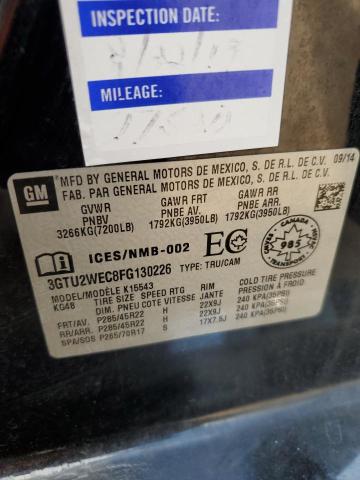 INSPECTION DATE:
MILEAGE:
GM
MFD BY GENERAL MOTORS DE MEXICO, S. DE R.L. DE C.V. 09/14
FAB. PAR GENERAL MOTORS DE MEXICO, S. DE R.L. DE C.V.
GVWR GAWR FRT GAWR RR
PNBV PNBE AV. PNBE AR.
3266KG(7200LB) 1792KG(3950LB) 1792KG(3950LB)
ICES/NMB-002 EC 985
3GTU2WEC8FG130226 TYPE: TRU/CAM
MODEL/MODÈLE K15543
KG48 TIRE SIZE SPEED RTG RIM COLD TIRE PRESSURE
DIM. PNEU COTE VITESSE JANTE PRESSION À FROID
FRT/AV. P285/45R22 H 22X9J 240 KPA(35PSI)
RR/ARR. P285/45R22 H 22X9J 240 KPA(35PSI)
SPA/SOS P265/70R17 S 17X7.5J 240 KPA(35PSI)